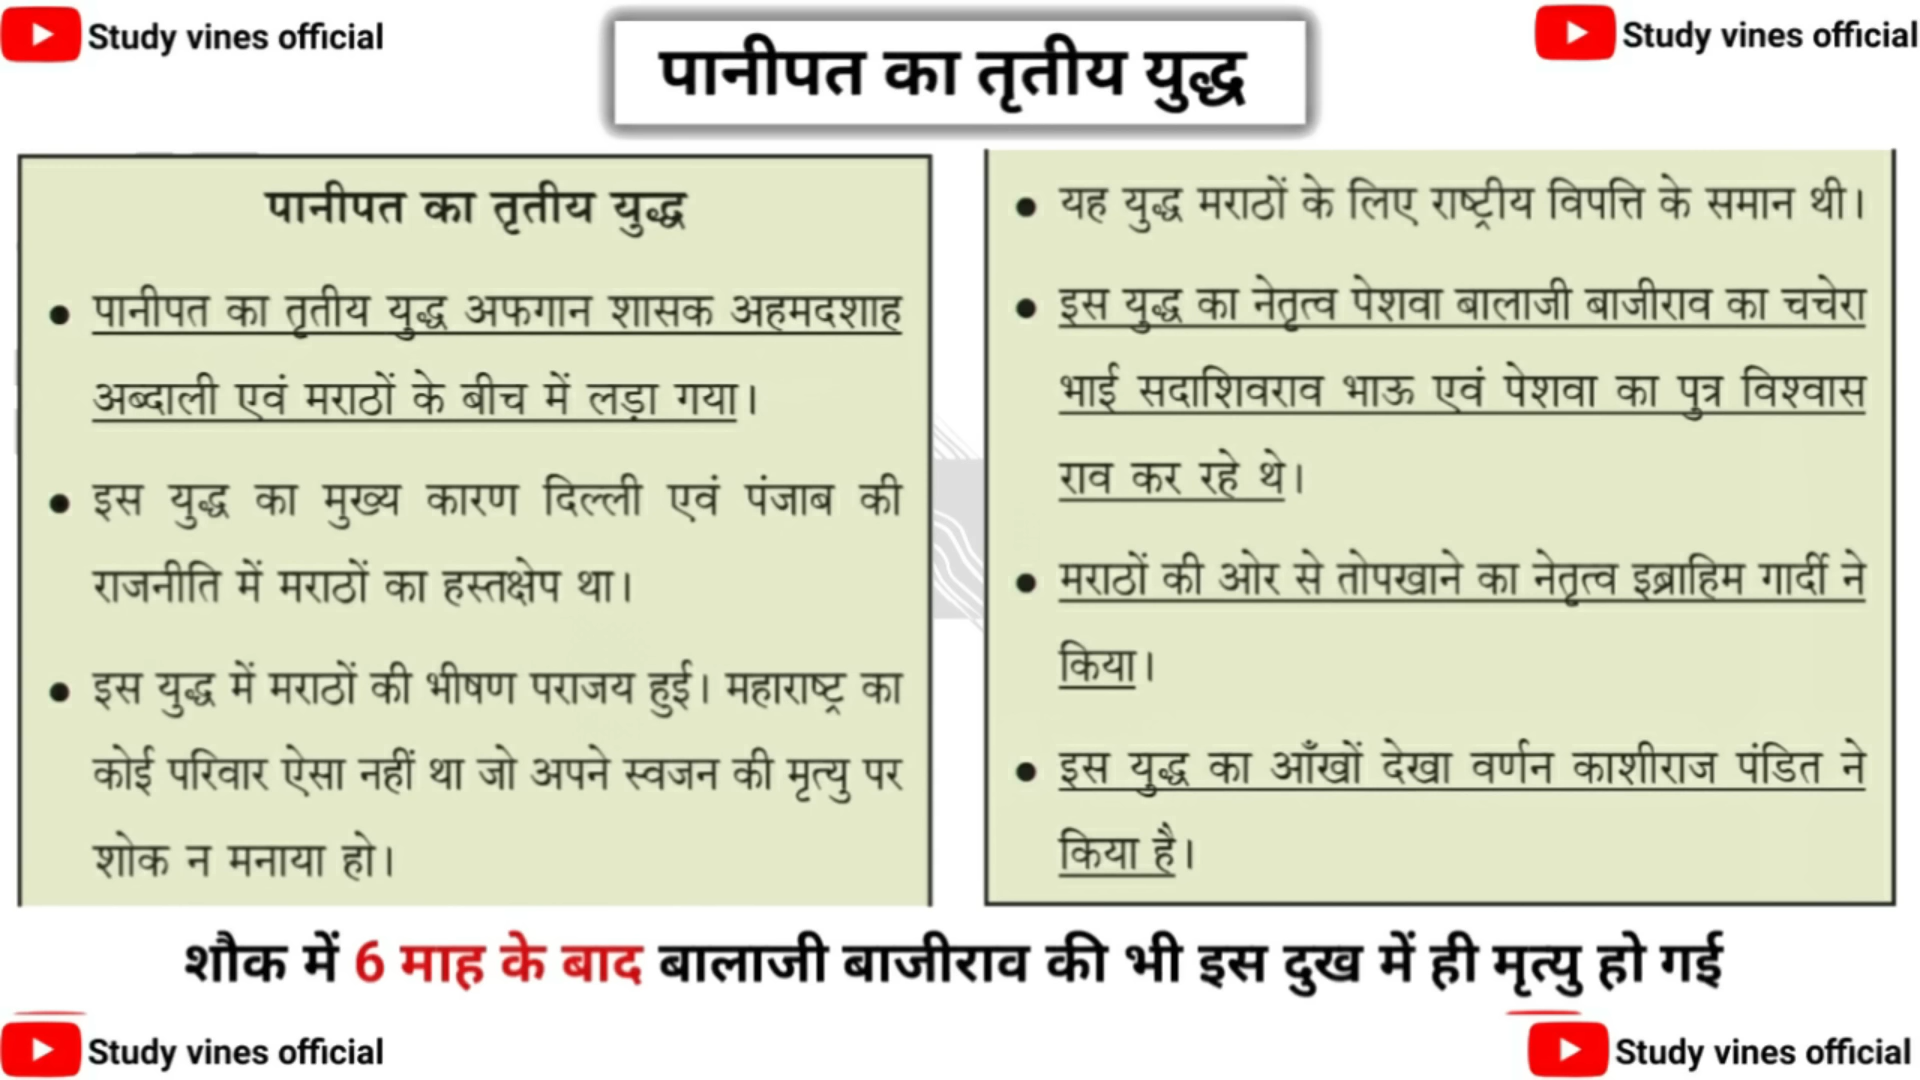 Study vines official
पानीपत का तृतीय युद्ध
Study vines official
पानीपत का तृतीय युद्ध
• पानीपत का तृतीय युद्ध अफगान शासक अहमदशाह
अब्दाली एवं मराठों के बीच में लड़ा गया।
• इस युद्ध का मुख्य कारण दिल्ली एवं पंजाब की
राजनीति में मराठों का हस्तक्षेप था।
• इस युद्ध में मराठों की भीषण पराजय हुई। महाराष्ट्र का
कोई परिवार ऐसा नहीं था जो अपने स्वजन की मृत्यु पर
शोक न मनाया हो।
• यह युद्ध मराठों के लिए राष्ट्रीय विपत्ति के समान थी।
• इस युद्ध का नेतृत्व पेशवा बालाजी बाजीराव का चचेरा
भाई सदाशिवराव भाऊ एवं पेशवा का पुत्र विश्वास
राव कर रहे थे।
• मराठों की ओर से तोपखाने का नेतृत्व इब्राहिम गार्दी ने
किया।
• इस युद्ध का आँखों देखा वर्णन काशीराज पंडित ने
किया है।
शौक में 6 माह के बाद बालाजी बाजीराव की भी इस दुख में ही मृत्यु हो गई
Study vines official
Study vines official